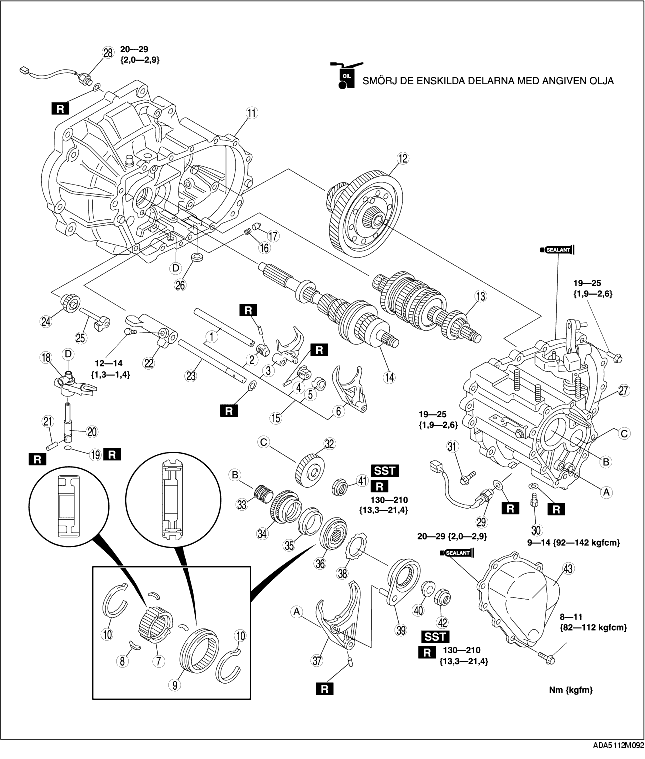 28
20—29
{2,0—2,9}
R
OIL
SMÖRJ DE ENSKILDA DELARNA MED ANGIVEN OLJA
11
12
17
16
D
26
SEALANT
19—25
{1,9—2,6}
13
24
25
R
1
2
3
R
14
18
D
12—14
{1,3—1,4}
22
23
4
5
6
15
R
27
21
20
R
19
R
19—25
{1,9—2,6}
C
B
A
C
32
31
B
33
41
SST
R
130—210
{13,3—21,4}
34
35
36
38
29
R
30
R
20—29 {2,0—2,9}
9—14 {92—142 kgfcm}
SEALANT
43
10
8
7
9
10
A
37
R
39
40
42
SST
R
130—210
{13,3—21,4}
8—11
{82—112 kgfcm}
Nm {kgfm}
ADA5112M092